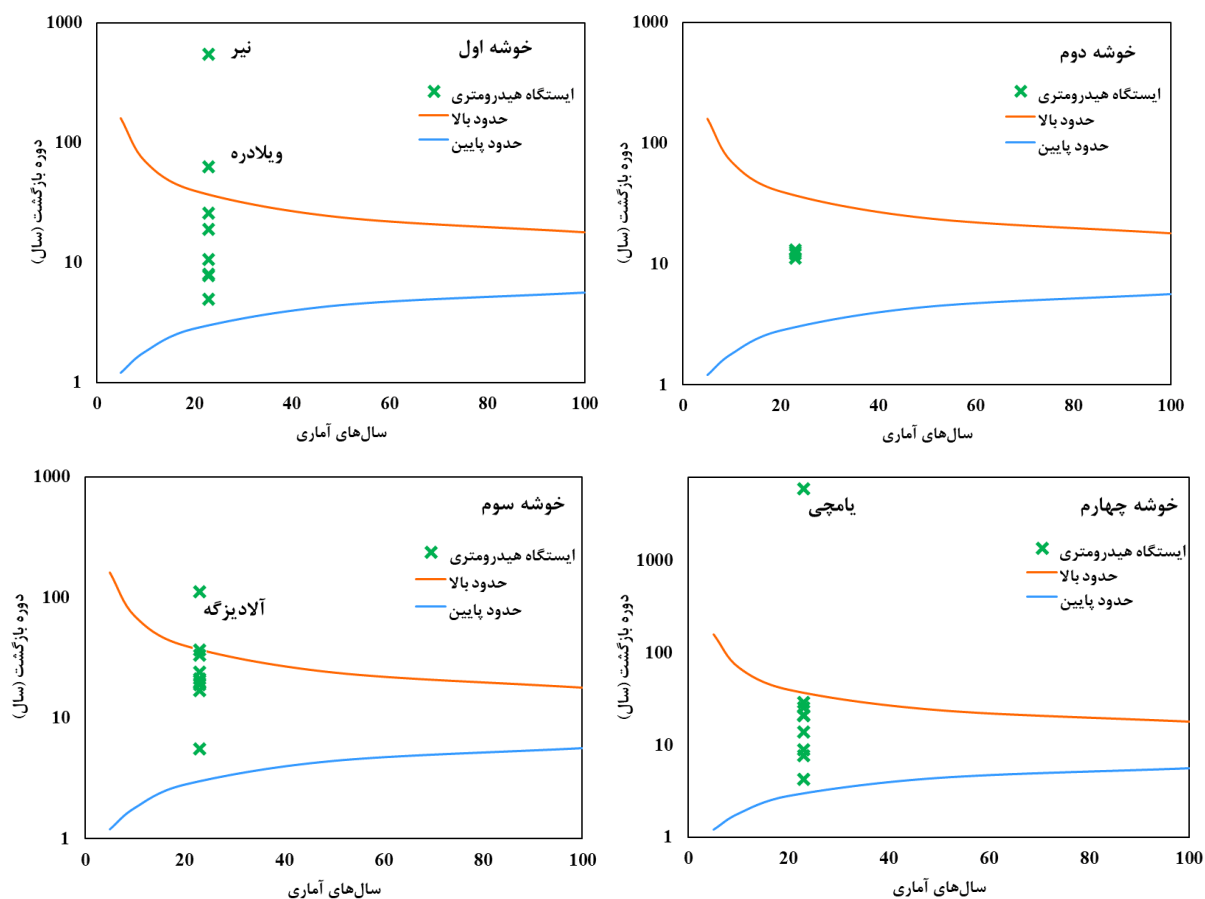 خوشه اول
نیر
ویلادره
ایستگاه هیدرومتری
حدود بالا
حدود پایین
دوره بازگشت (سال)
1000
100
10
1
0 20 40 60 80 100
سال‌های آماری
خوشه دوم
ایستگاه هیدرومتری
حدود بالا
حدود پایین
دوره بازگشت (سال)
1000
100
10
1
0 20 40 60 80 100
سال‌های آماری
خوشه سوم
آلادیزگه
ایستگاه هیدرومتری
حدود بالا
حدود پایین
دوره بازگشت (سال)
1000
100
10
1
0 20 40 60 80 100
سال‌های آماری
خوشه چهارم
یامچی
ایستگاه هیدرومتری
حدود بالا
حدود پایین
دوره بازگشت (سال)
1000
100
10
1
0 20 40 60 80 100
سال‌های آماری